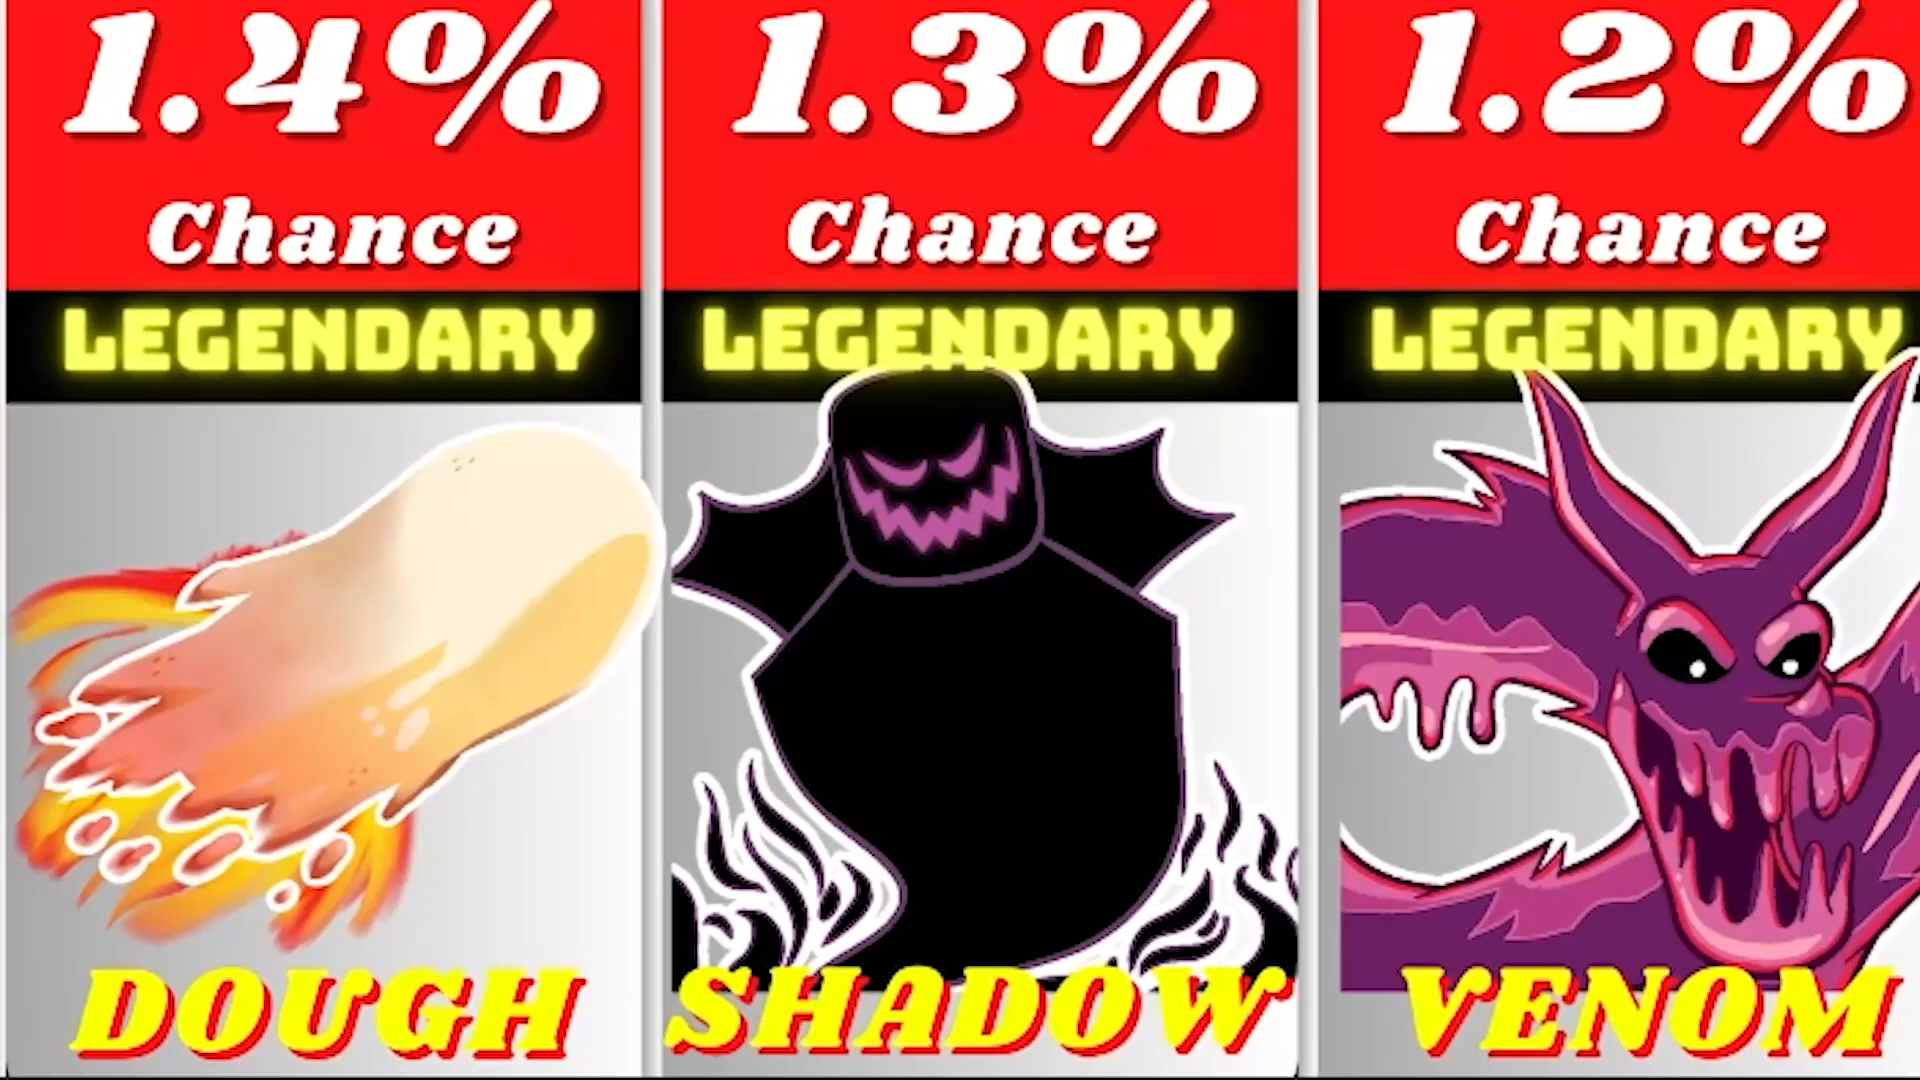 1.4%
Chance
LEGENDARY
DOUGH
1.3%
Chance
LEGENDARY
SHADOW
1.2%
Chance
LEGENDARY
VENOM